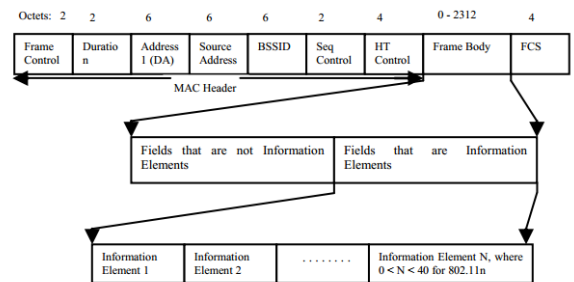 Octets: 2 2 6 6 6 2 4 0 - 2312 4
Frame Duratio Address Source BSSID Seq HT Frame Body FCS
Control n 1 (DA) Address Control Control
MAC Header
Fields that are not Information Fields that are Information
Elements Elements
Information Information . . . . . . . . Information Element N, where
Element 1 Element 2 0 < N < 40 for 802.11n